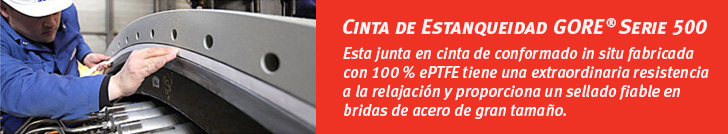 Cinta de Estanqueidad GORE® Serie 500
Esta junta en cinta de conformado in situ fabricada
con 100 % ePTFE tiene una extraordinaria resistencia
a la relajación y proporciona un sellado fiable en
bridas de acero de gran tamaño.